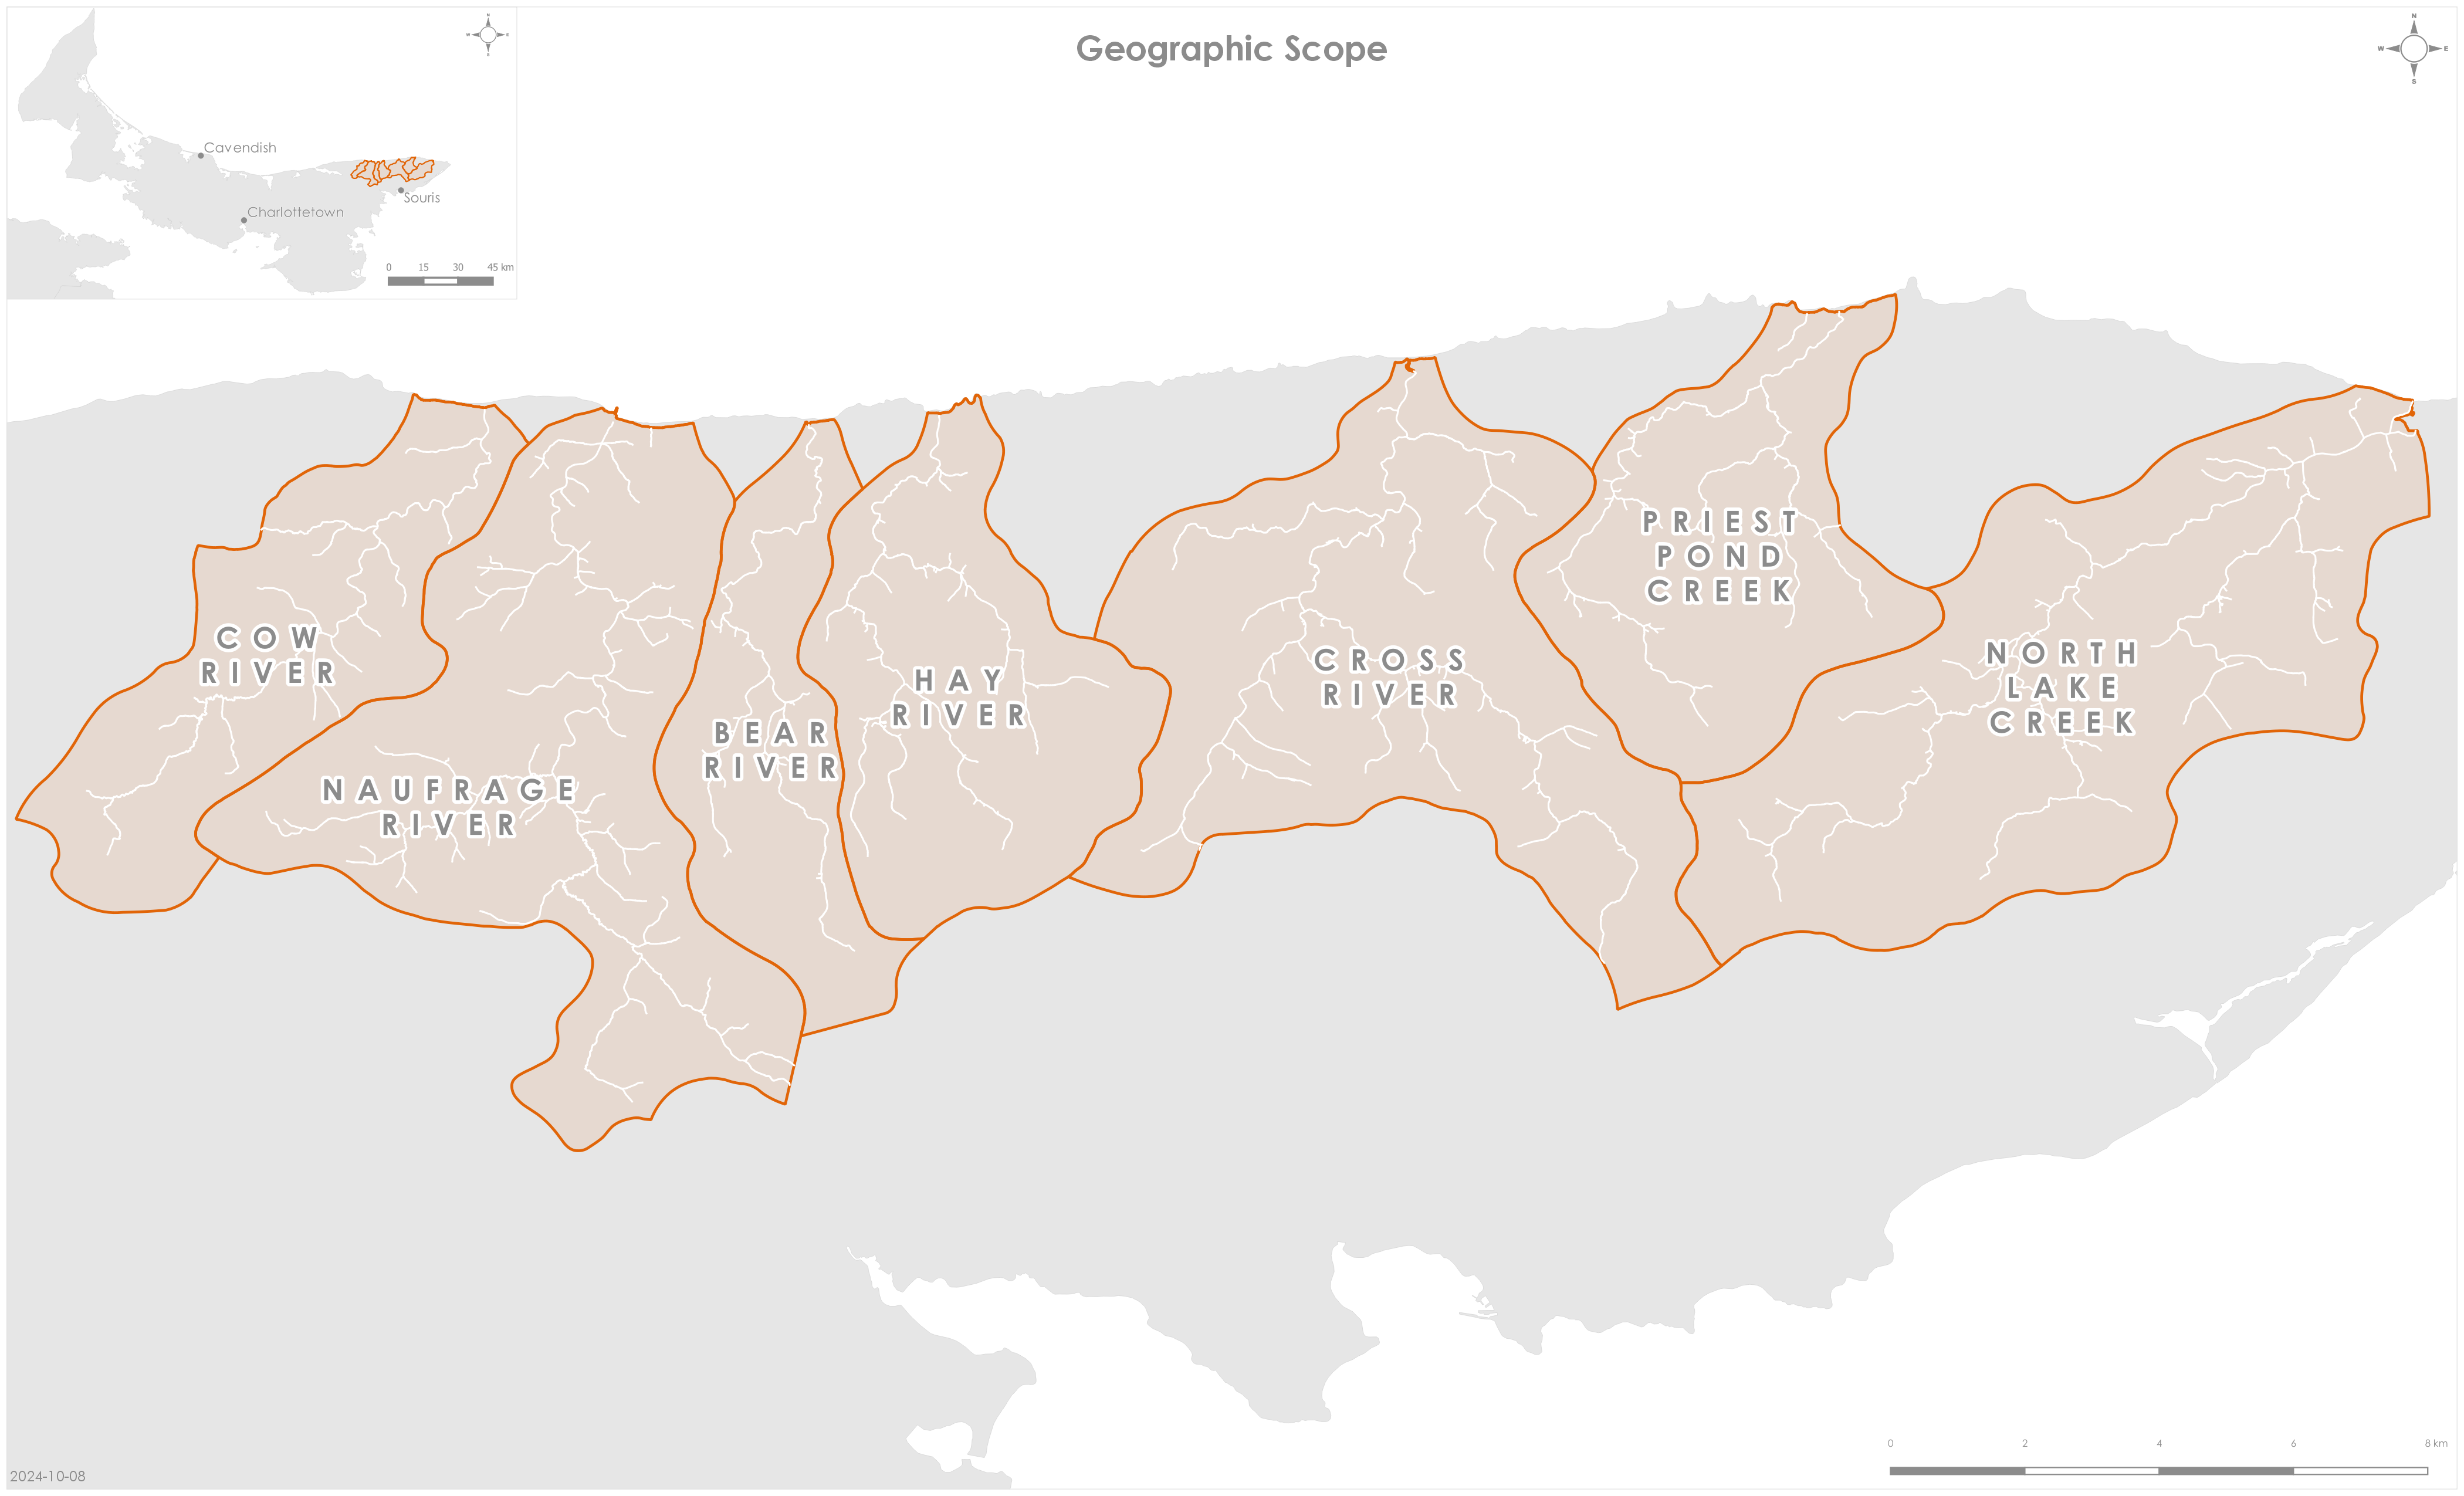 Geographic Scope
N
W E
S
N
W E
S
Cavendish
Souris
Charlottetown
0 15 30 45 km
COW
RIVER
NAUFRAGE
RIVER
BEAR
RIVER
HAY
RIVER
CROSS
RIVER
PRIEST
POND
CREEK
NORTH
LAKE
CREEK
0 2 4 6 8 km
2024-10-08